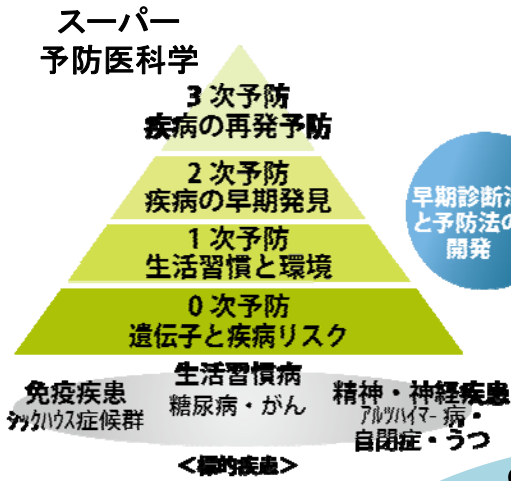 スーパー
予防医科学
3 次予防
疾病の再発予防
2 次予防
疾病の早期発見
1 次予防
生活習慣と環境
0 次予防
遺伝子と疾病リスク
早期診断法
と予防法の
開発
生活習慣病
糖尿病・がん
免疫疾患
シックハウス症候群
精神・神経疾患
アルツハイマー病・
自閉症・うつ
<標的疾患>